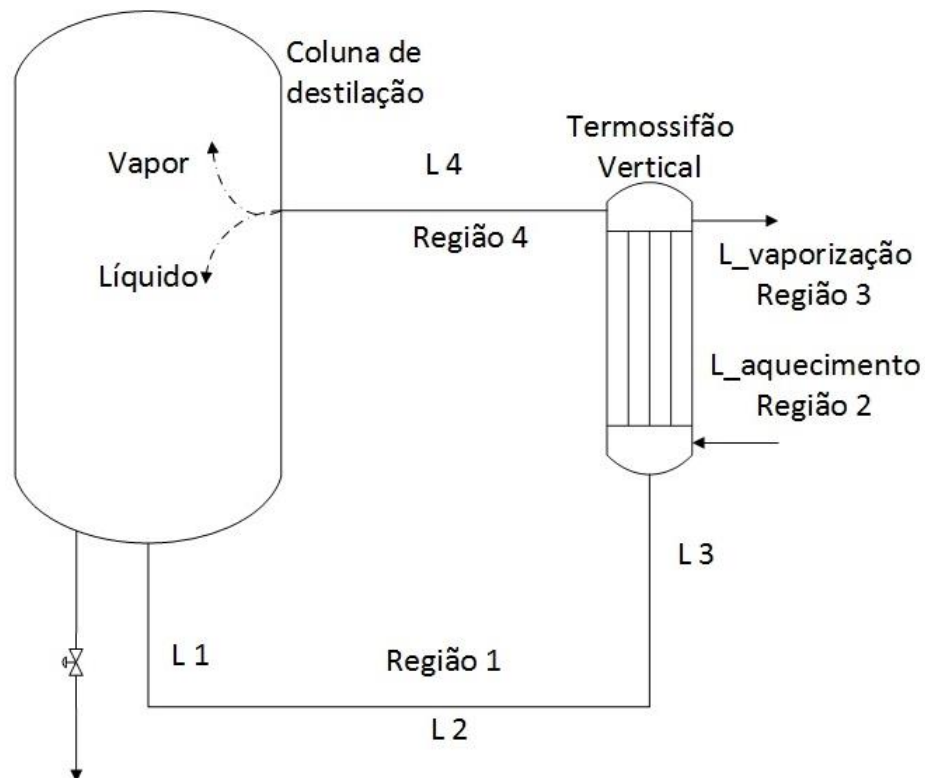 Coluna de
destilação
Termossifão
Vertical
Vapor
L 4
Região 4
Líquido
L_vaporização
Região 3
L_aquecimento
Região 2
L 3
L 1
Região 1
L 2